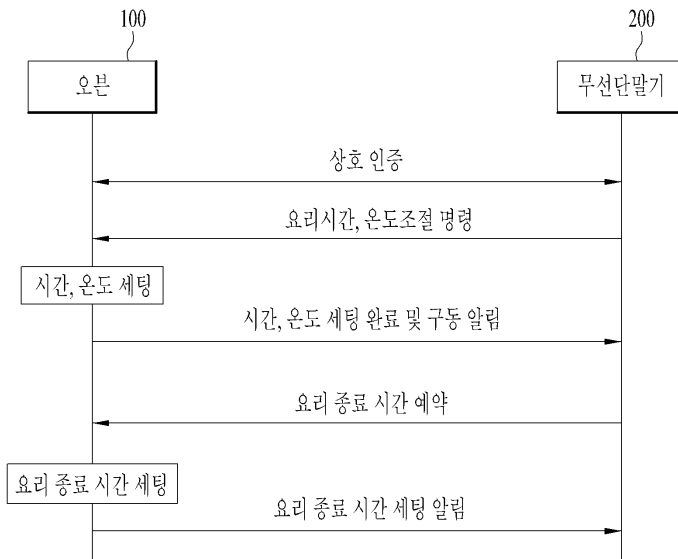 100
200
오븐
무선단말기
상호 인증
요리시간, 온도조절 명령
시간, 온도 세팅
시간, 온도 세팅 완료 및 구동 알림
요리 종료 시간 예약
요리 종료 시간 세팅
요리 종료 시간 세팅 알림